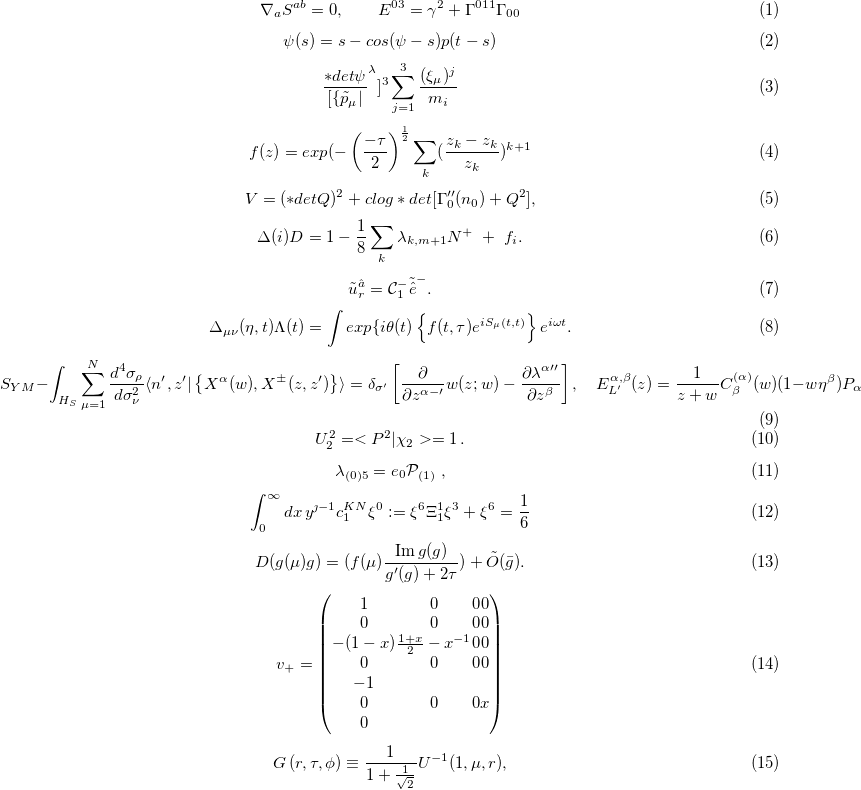 \nabla_a S^{ab} = 0, \qquad E^{03} = \gamma^2 + \Gamma^{011}\Gamma_{00} (1)
\psi(s) = s - cos(\psi - s)p(t - s) (2)
\frac{*det\psi}{[\{\tilde{p}_\mu|}^\lambda ]^3 \sum_{j=1}^{3} \frac{(\xi_\mu)^j}{m_i} (3)
f(z) = exp(-\left(\frac{-\tau}{2}\right)^{\frac{1}{2}} \sum_k (\frac{z_k - z_k}{z_k})^{k+1} (4)
V = (*detQ)^2 + clog * det[\Gamma_0''(n_0) + Q^2], (5)
\Delta(i)D = 1 - \frac{1}{8}\sum_k \lambda_{k,m+1} N^+ + f_i. (6)
\tilde{u}_r^{\hat{a}} = \mathcal{C}_1^- \tilde{\hat{e}}^-. (7)
\Delta_{\mu\nu}(\eta, t)\Lambda(t) = \int exp\{i\theta(t)\left\{f(t,\tau)e^{iS_\mu(t,t)}\right\}e^{i\omega t}. (8)
S_{YM} - \int_{H_S} \sum_{\mu=1}^{N} \frac{d^4\sigma_\rho}{d\sigma_\nu^2} \langle n', z'|\left\{X^\alpha(w), X^\pm(z, z')\right\}\rangle = \delta_{\sigma'}\left[\frac{\partial}{\partial z^{\alpha-\prime}} w(z; w) - \frac{\partial\lambda^{\alpha\prime\prime}}{\partial z^\beta}\right], \quad E_{L'}^{\alpha,\beta}(z) = \frac{1}{z+w} C_\beta^{(\alpha)}(w)(1 - w\eta^\beta)P_\alpha
(9)
U_2^2 =< P^2|\chi_2 >= 1. (10)
\lambda_{(0)5} = e_0\mathcal{P}_{(1)} , (11)
\int_0^\infty dx\, y^{\jmath-1} c_1^{KN} \xi^0 := \xi^6 \Xi_1^1 \xi^3 + \xi^6 = \frac{1}{6} (12)
D(g(\mu)g) = (f(\mu)\frac{\mathrm{Im}\, g(g)}{g'(g) + 2\tau}) + \tilde{O}(\bar{g}). (13)
v_+ = \begin{pmatrix} 1 & 0 & 00 \\ 0 & 0 & 00 \\ -(1-x)\frac{1+x}{2} & -x^{-1} & 00 \\ 0 & 0 & 00 \\ -1 \\ 0 & 0 & 0x \\ 0 \end{pmatrix} (14)
G(r, \tau, \phi) \equiv \frac{1}{1 + \frac{1}{\sqrt{2}}} U^{-1}(1, \mu, r), (15)